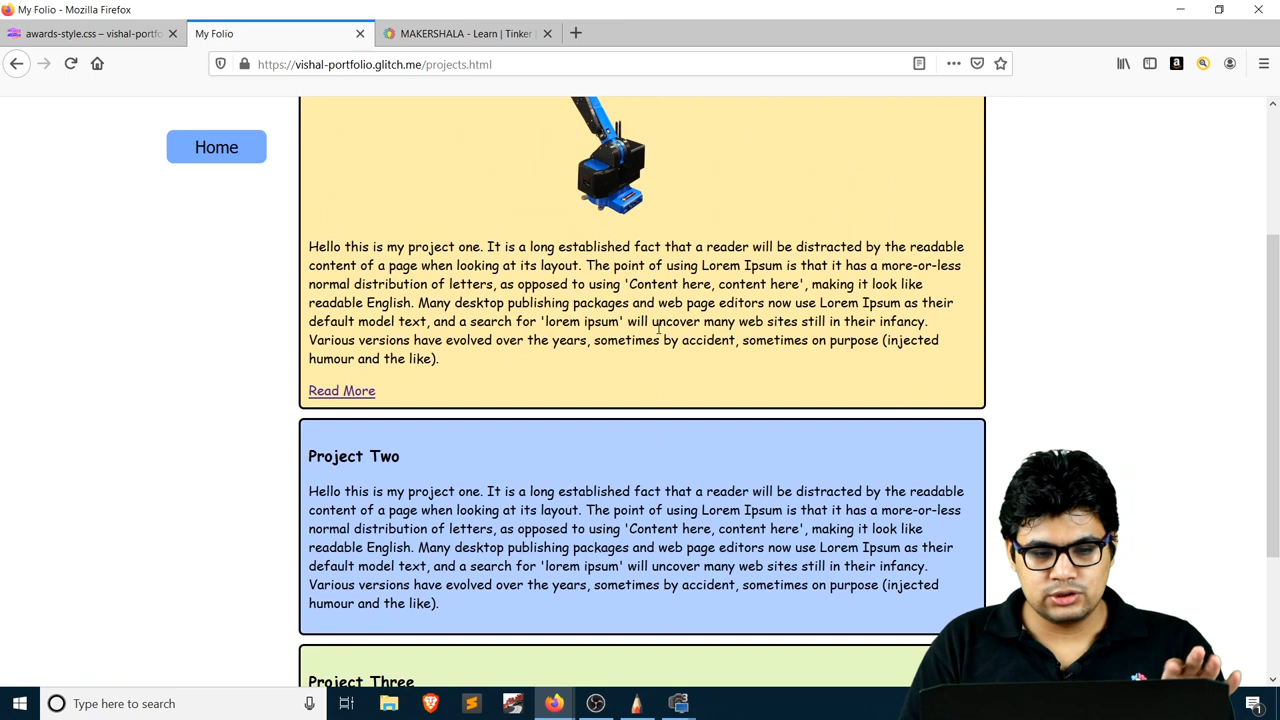 My Folio - Mozilla Firefox
awards-style.css – vishal-portfo
My Folio
MAKERSHALA - Learn | Tinker
https://vishal-portfolio.glitch.me/projects.html
Home
Hello this is my project one. It is a long established fact that a reader will be distracted by the readable
content of a page when looking at its layout. The point of using Lorem Ipsum is that it has a more-or-less
normal distribution of letters, as opposed to using 'Content here, content here', making it look like
readable English. Many desktop publishing packages and web page editors now use Lorem Ipsum as their
default model text, and a search for 'lorem ipsum' will uncover many web sites still in their infancy.
Various versions have evolved over the years, sometimes by accident, sometimes on purpose (injected
humour and the like).
Read More
Project Two
Hello this is my project one. It is a long established fact that a reader will be distracted by the readable
content of a page when looking at its layout. The point of using Lorem Ipsum is that it has a more-or-less
normal distribution of letters, as opposed to using 'Content here, content here', making it look like
readable English. Many desktop publishing packages and web page editors now use Lorem Ipsum as their
default model text, and a search for 'lorem ipsum' will uncover many web sites still in their infancy.
Various versions have evolved over the years, sometimes by accident, sometimes on purpose (injected
humour and the like).
Project Three
Type here to search